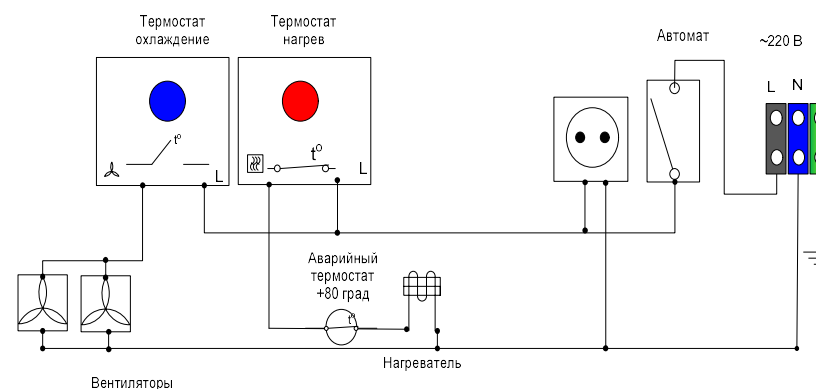 Термостат
охлаждение
Термостат
нагрев
Автомат
~220 В
L
N
t°
L
t°
L
Аварийный
термостат
+80 град
t°
Нагреватель
Вентиляторы